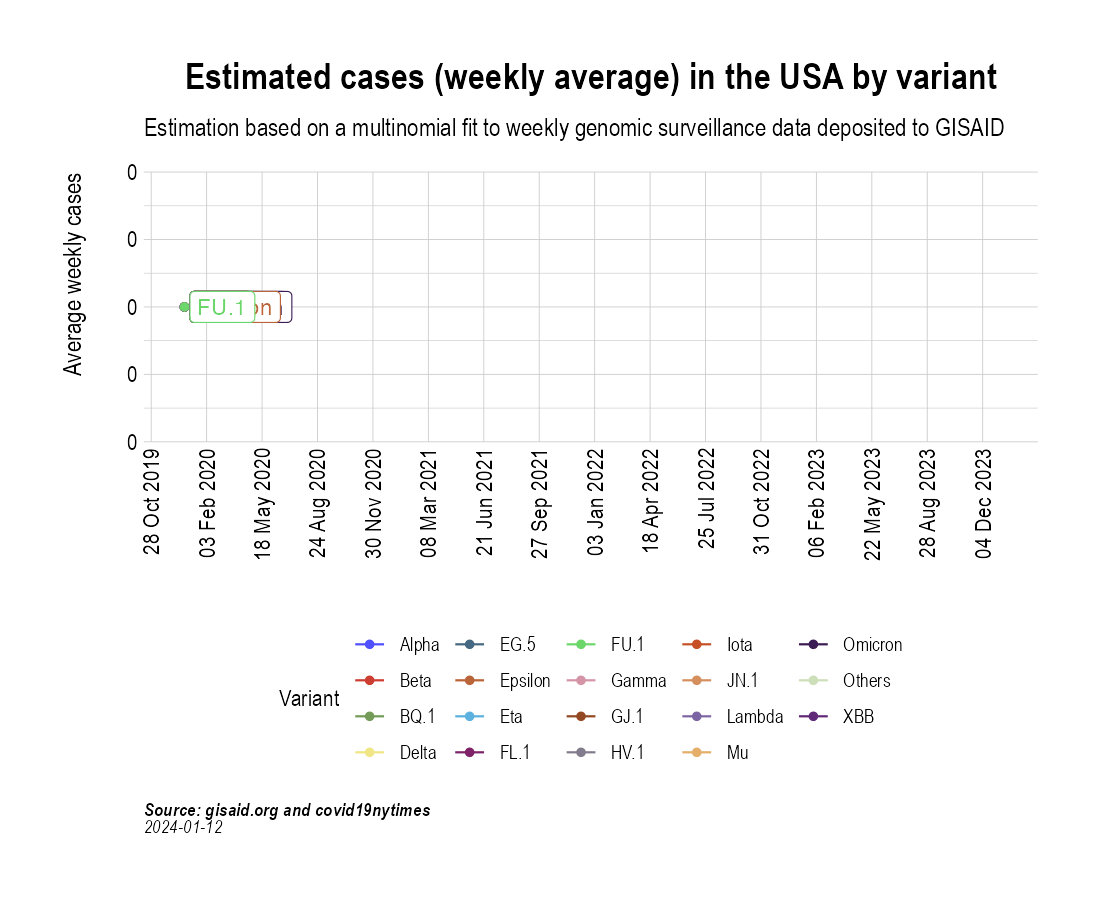 Estimated cases (weekly average) in the USA by variant
Estimation based on a multinomial fit to weekly genomic surveillance data deposited to GISAID
Average weekly cases
0
0
0
0
0
FU.1
28 Oct 2019
03 Feb 2020
18 May 2020
24 Aug 2020
30 Nov 2020
08 Mar 2021
21 Jun 2021
27 Sep 2021
03 Jan 2022
18 Apr 2022
25 Jul 2022
31 Oct 2022
06 Feb 2023
22 May 2023
28 Aug 2023
04 Dec 2023
Variant
Alpha EG.5 FU.1 Iota Omicron
Beta Epsilon Gamma JN.1 Others
BQ.1 Eta GJ.1 Lambda XBB
Delta FL.1 HV.1 Mu
Source: gisaid.org and covid19nytimes
2024-01-12